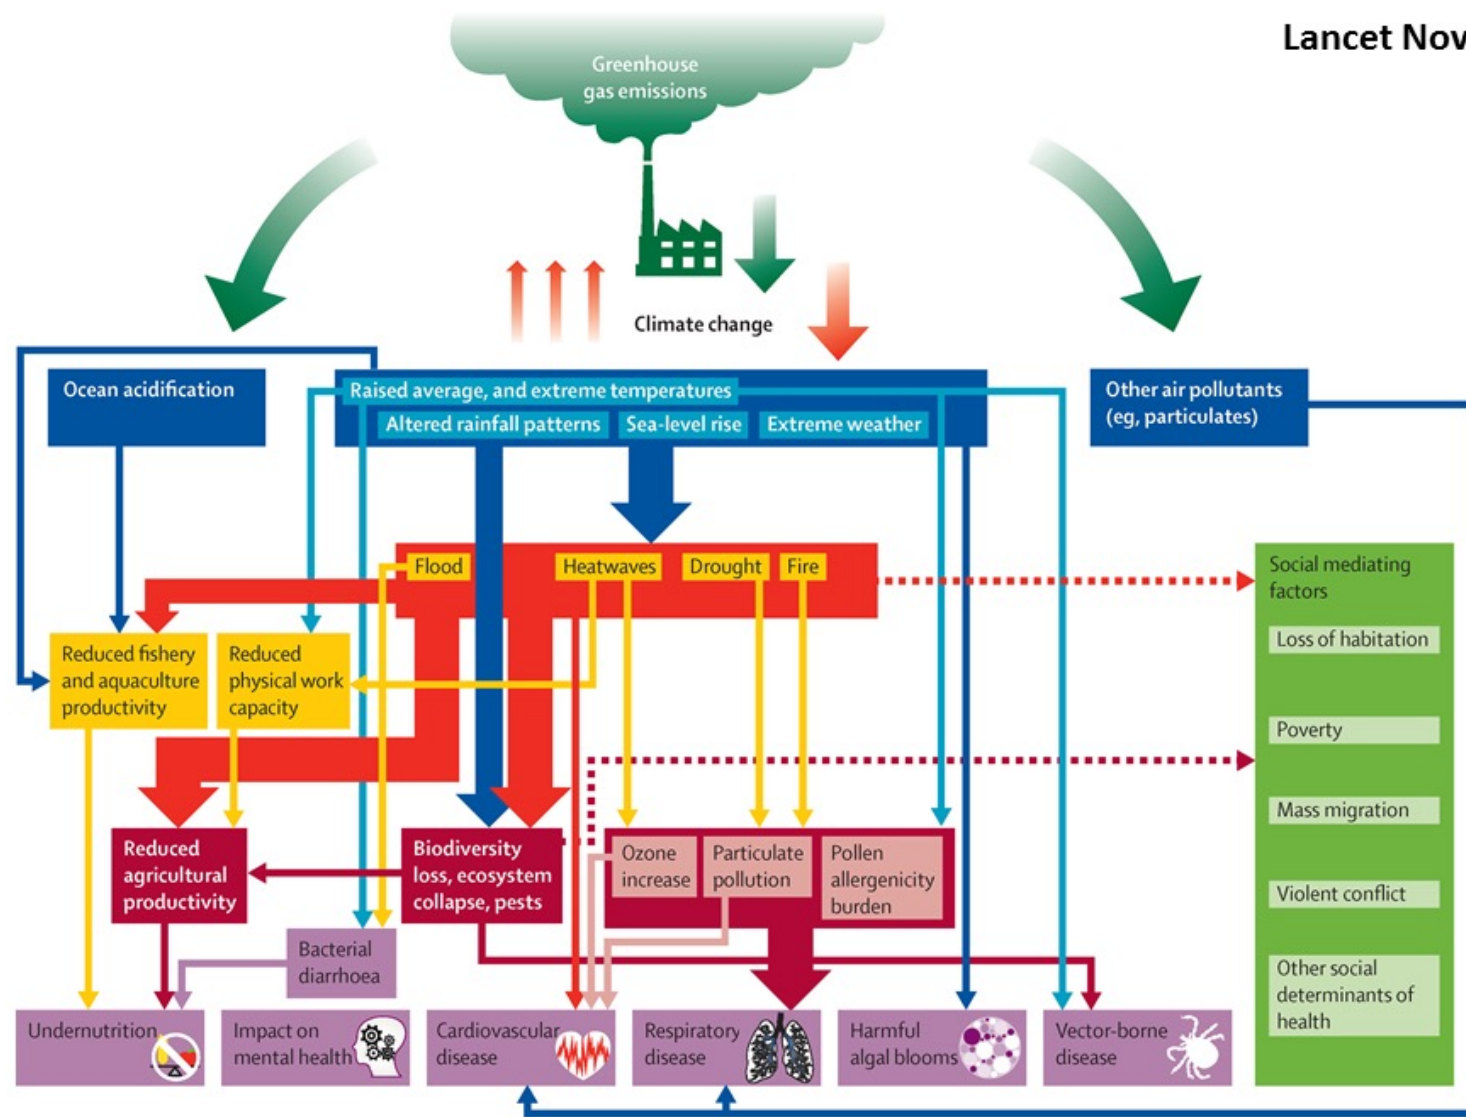 Lancet Nov
Greenhouse
gas emissions
Climate change
Ocean acidification
Raised average, and extreme temperatures
Altered rainfall patterns
Sea-level rise
Extreme weather
Other air pollutants
(eg, particulates)
Flood
Heatwaves
Drought
Fire
Social mediating
factors
Loss of habitation
Poverty
Mass migration
Violent conflict
Other social
determinants of
health
Reduced fishery
and aquaculture
productivity
Reduced
physical work
capacity
Reduced
agricultural
productivity
Biodiversity
loss, ecosystem
collapse, pests
Ozone
increase
Particulate
pollution
Pollen
allergenicity
burden
Bacterial
diarrhoea
Undernutrition
Impact on
mental health
Cardiovascular
disease
Respiratory
disease
Harmful
algal blooms
Vector-borne
disease